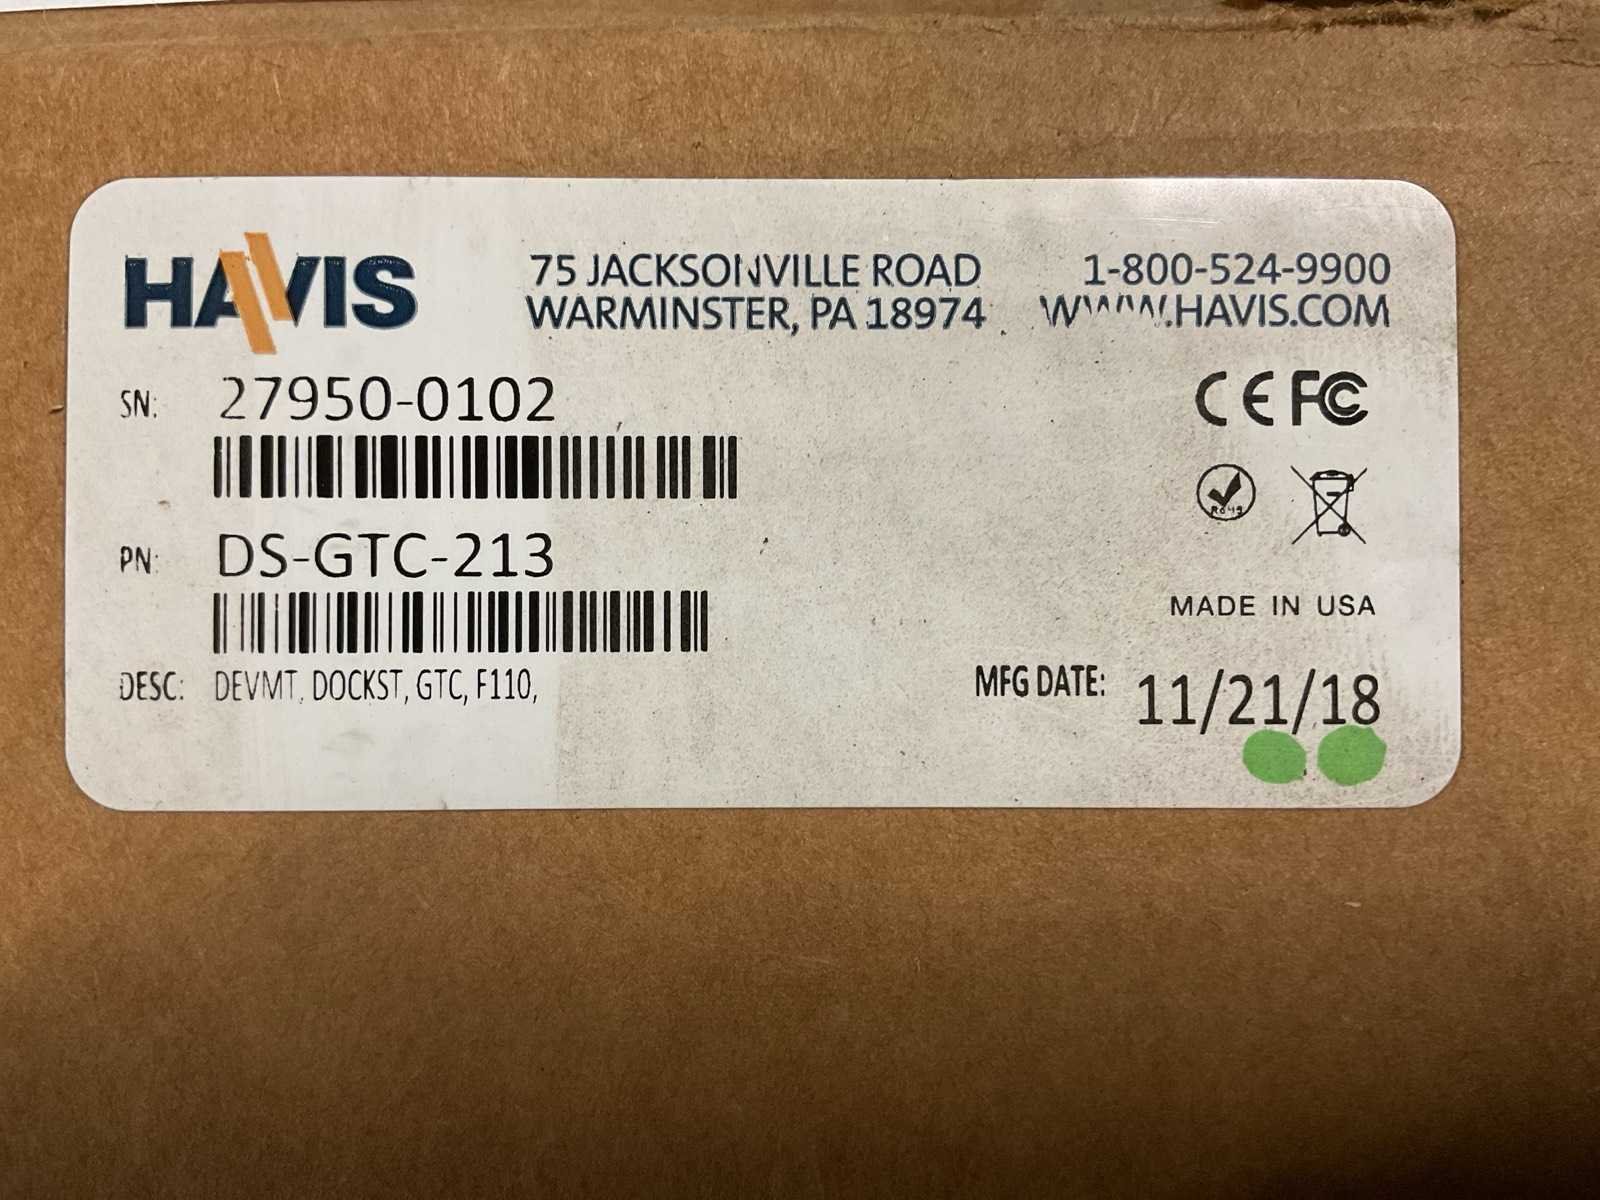 HAVIS
75 JACKSONVILLE ROAD
WARMINSTER, PA 18974
1-800-524-9900
WWW.HAVIS.COM
SN: 27950-0102
CE FC
RoHS
PN: DS-GTC-213
MADE IN USA
DESC: DEVMT, DOCKST, GTC, F110,
MFG DATE: 11/21/18